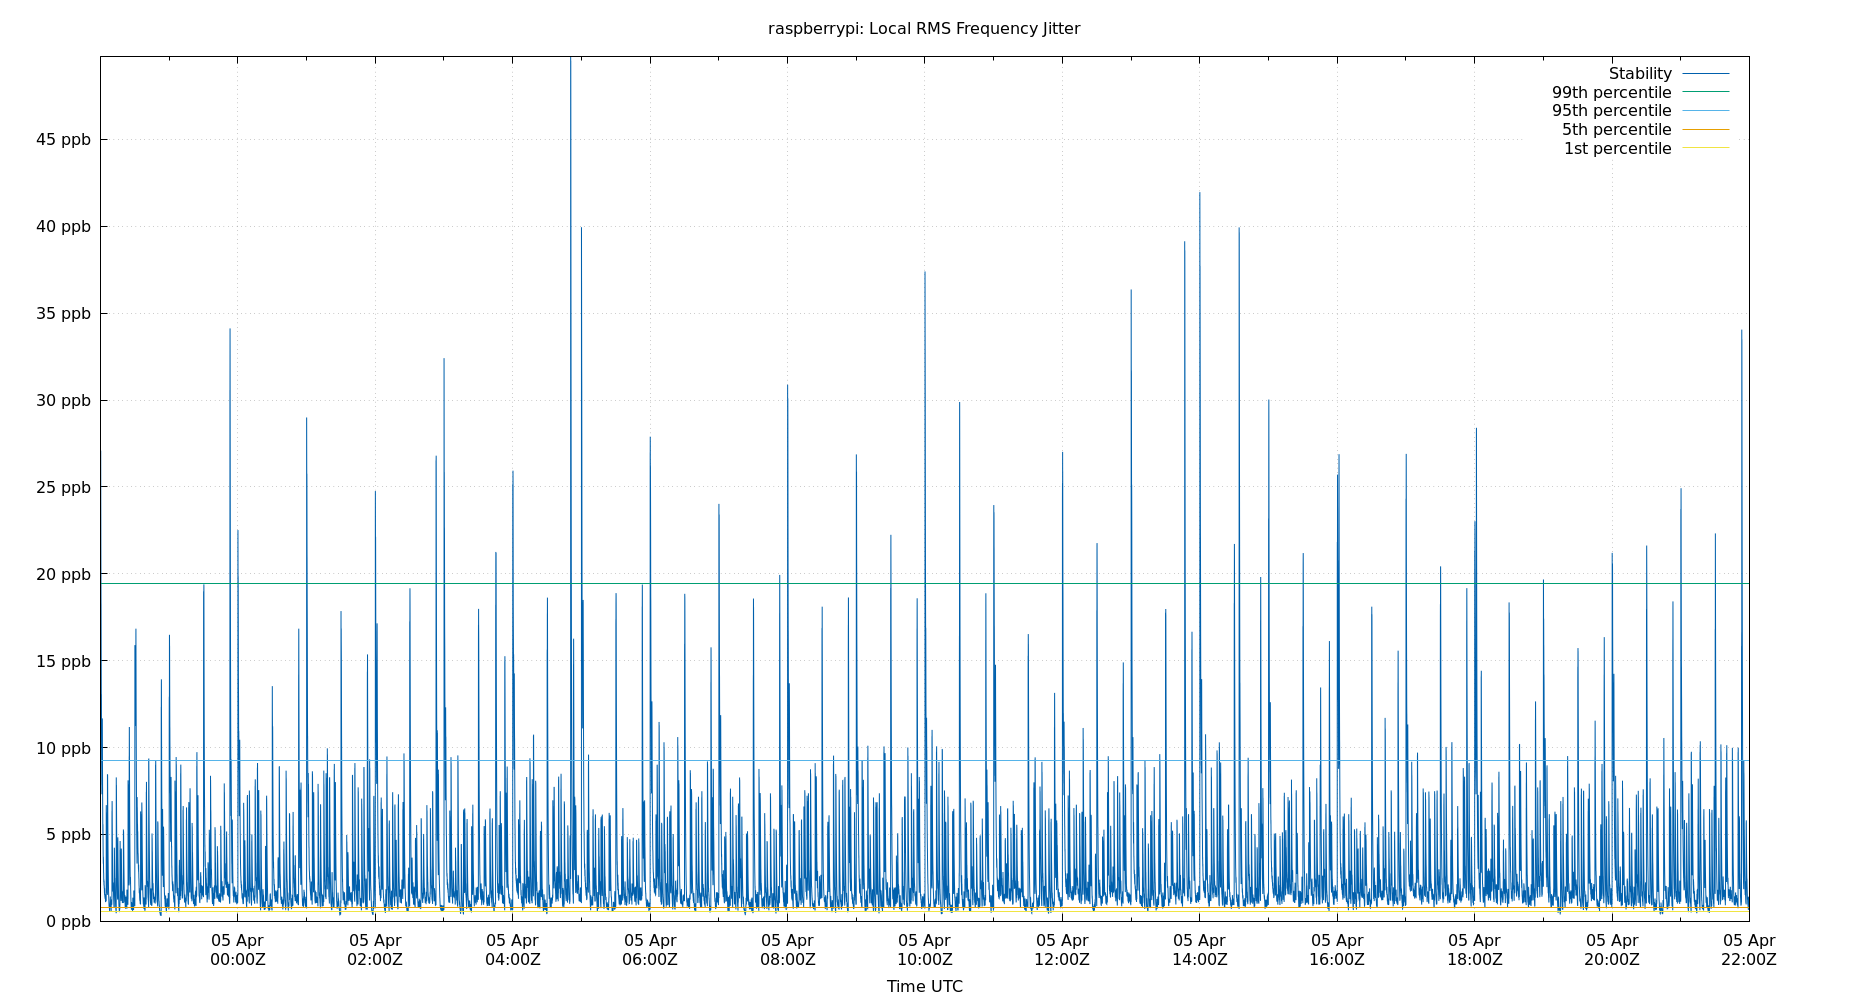 raspberrypi: Local RMS Frequency Jitter
Stability
99th percentile
95th percentile
5th percentile
1st percentile
45 ppb
40 ppb
35 ppb
30 ppb
25 ppb
20 ppb
15 ppb
10 ppb
5 ppb
0 ppb
05 Apr 05 Apr 05 Apr 05 Apr 05 Apr 05 Apr 05 Apr 05 Apr 05 Apr 05 Apr 05 Apr 05 Apr
00:00Z 02:00Z 04:00Z 06:00Z 08:00Z 10:00Z 12:00Z 14:00Z 16:00Z 18:00Z 20:00Z 22:00Z
Time UTC